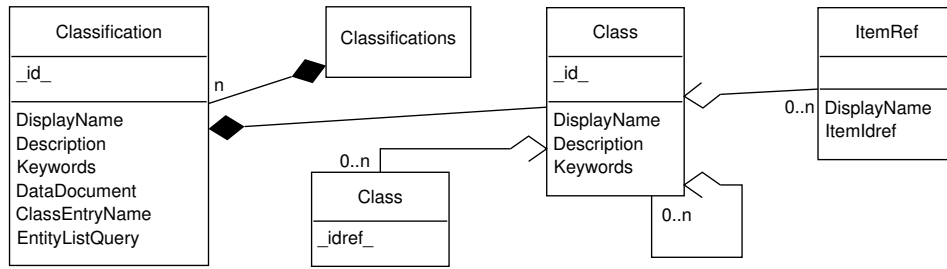 Classification
_id_
DisplayName
Description
Keywords
DataDocument
ClassEntryName
EntityListQuery
n
Classifications
0..n
Class
_idref_
Class
_id_
DisplayName
Description
Keywords
0..n
0..n
ItemRef
DisplayName
ItemIdref